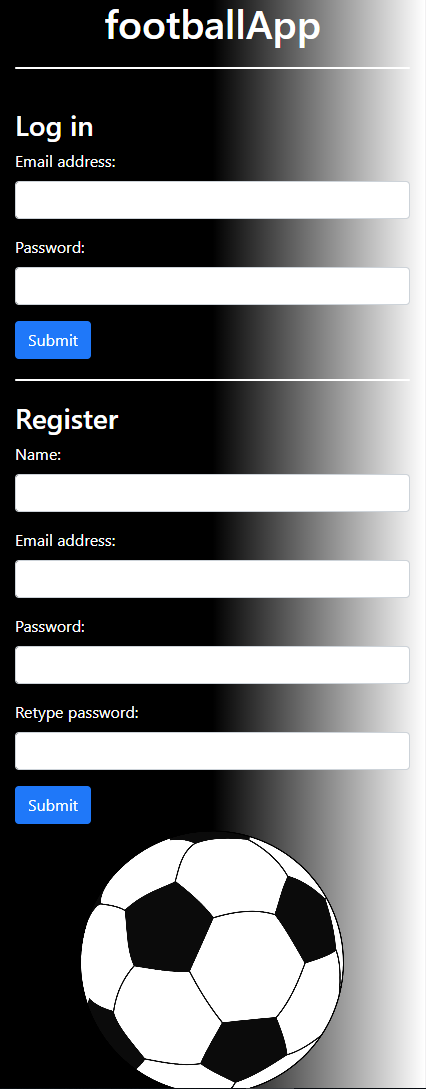 footballApp
Log in
Email address:
Password:
Submit
Register
Name:
Email address:
Password:
Retype password:
Submit